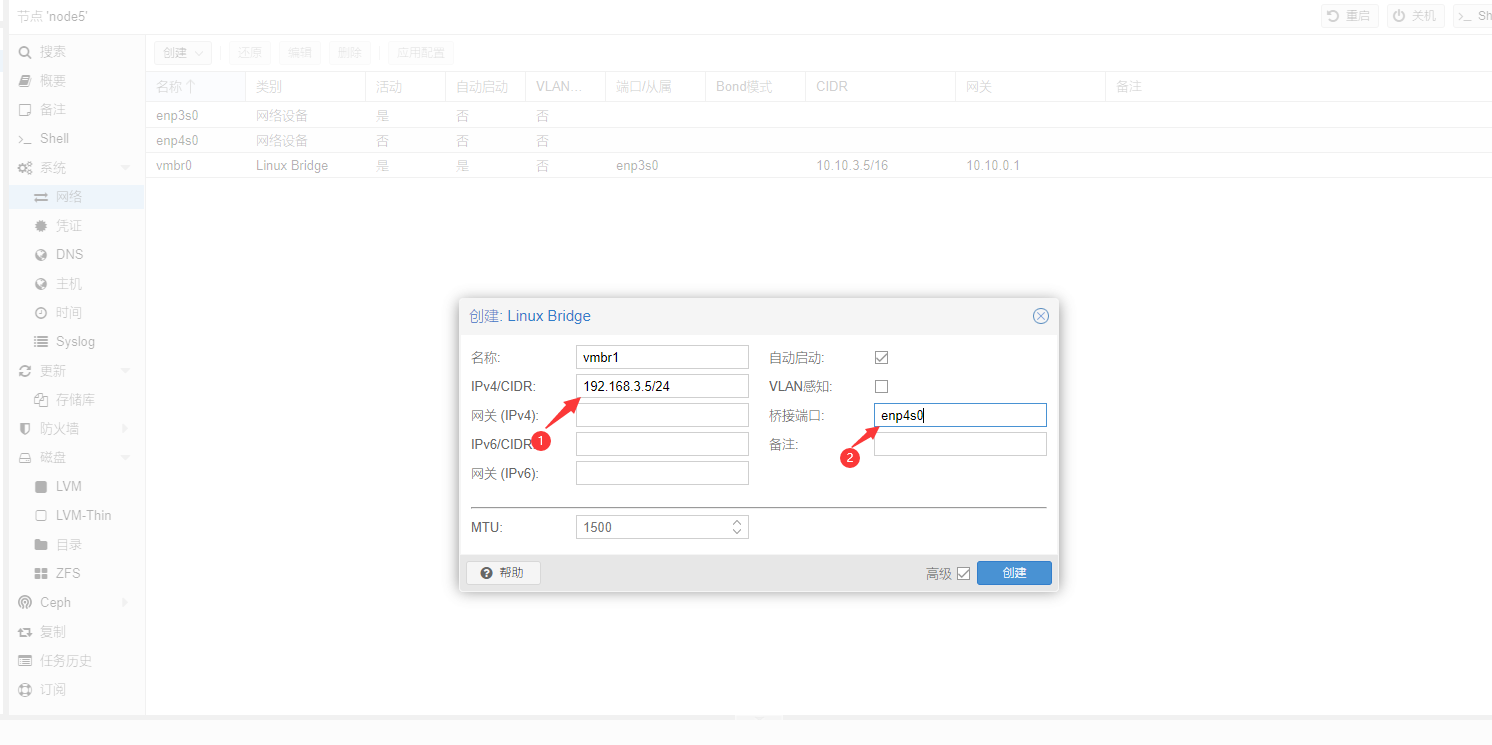 节点 'node5'
重启 关机 >_ Sh
搜索
概要
备注
Shell
系统
网络
凭证
DNS
主机
时间
Syslog
更新
存储库
防火墙
磁盘
LVM
LVM-Thin
目录
ZFS
Ceph
复制
任务历史
订阅
创建 还原 编辑 删除 应用配置
名称↑ 类别 活动 自动启动 VLAN... 端口/从属 Bond模式 CIDR 网关 备注
enp3s0 网络设备 是 否 否
enp4s0 网络设备 否 否 否
vmbr0 Linux Bridge 是 是 否 enp3s0 10.10.3.5/16 10.10.0.1
创建: Linux Bridge
名称: vmbr1 自动启动:
IPv4/CIDR: 192.168.3.5/24 VLAN感知:
网关 (IPv4): 桥接端口: enp4s0
1
IPv6/CIDR: 备注:
2
网关 (IPv6):
MTU: 1500
帮助 高级 创建